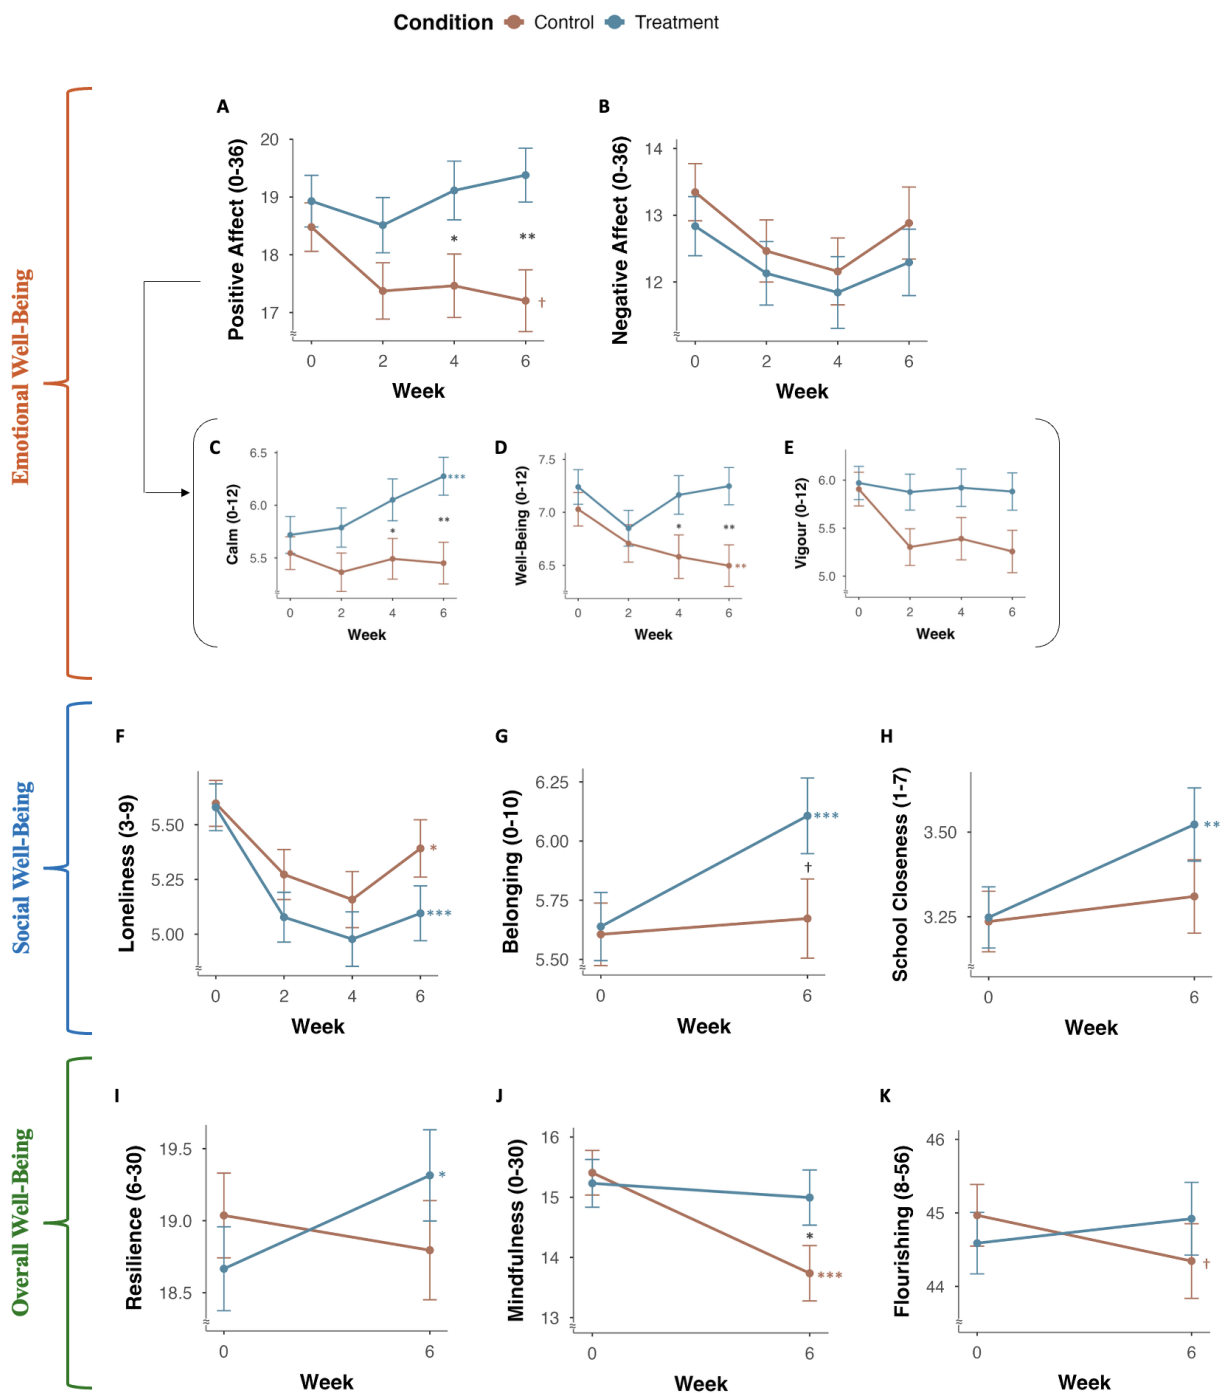 Condition Control Treatment
Emotional Well-Being
A
Positive Affect (0-36)
20
19
18
17
* **
†
0 2 4 6
Week
B
Negative Affect (0-36)
14
13
12
0 2 4 6
Week
C
Calm (0-12)
6.5
6.0
5.5
***
* **
0 2 4 6
Week
D
Well-Being (0-12)
7.5
7.0
6.5
* **
**
0 2 4 6
Week
E
Vigour (0-12)
6.0
5.5
5.0
0 2 4 6
Week
Social Well-Being
F
Loneliness (3-9)
5.50
5.25
5.00
*
***
0 2 4 6
Week
G
Belonging (0-10)
6.25
6.00
5.75
5.50
***
†
0 6
Week
H
School Closeness (1-7)
3.50
3.25
**
0 6
Week
Overall Well-Being
I
Resilience (6-30)
19.5
19.0
18.5
*
0 6
Week
J
Mindfulness (0-30)
16
15
14
13
*
***
0 6
Week
K
Flourishing (8-56)
46
45
44
†
0 6
Week